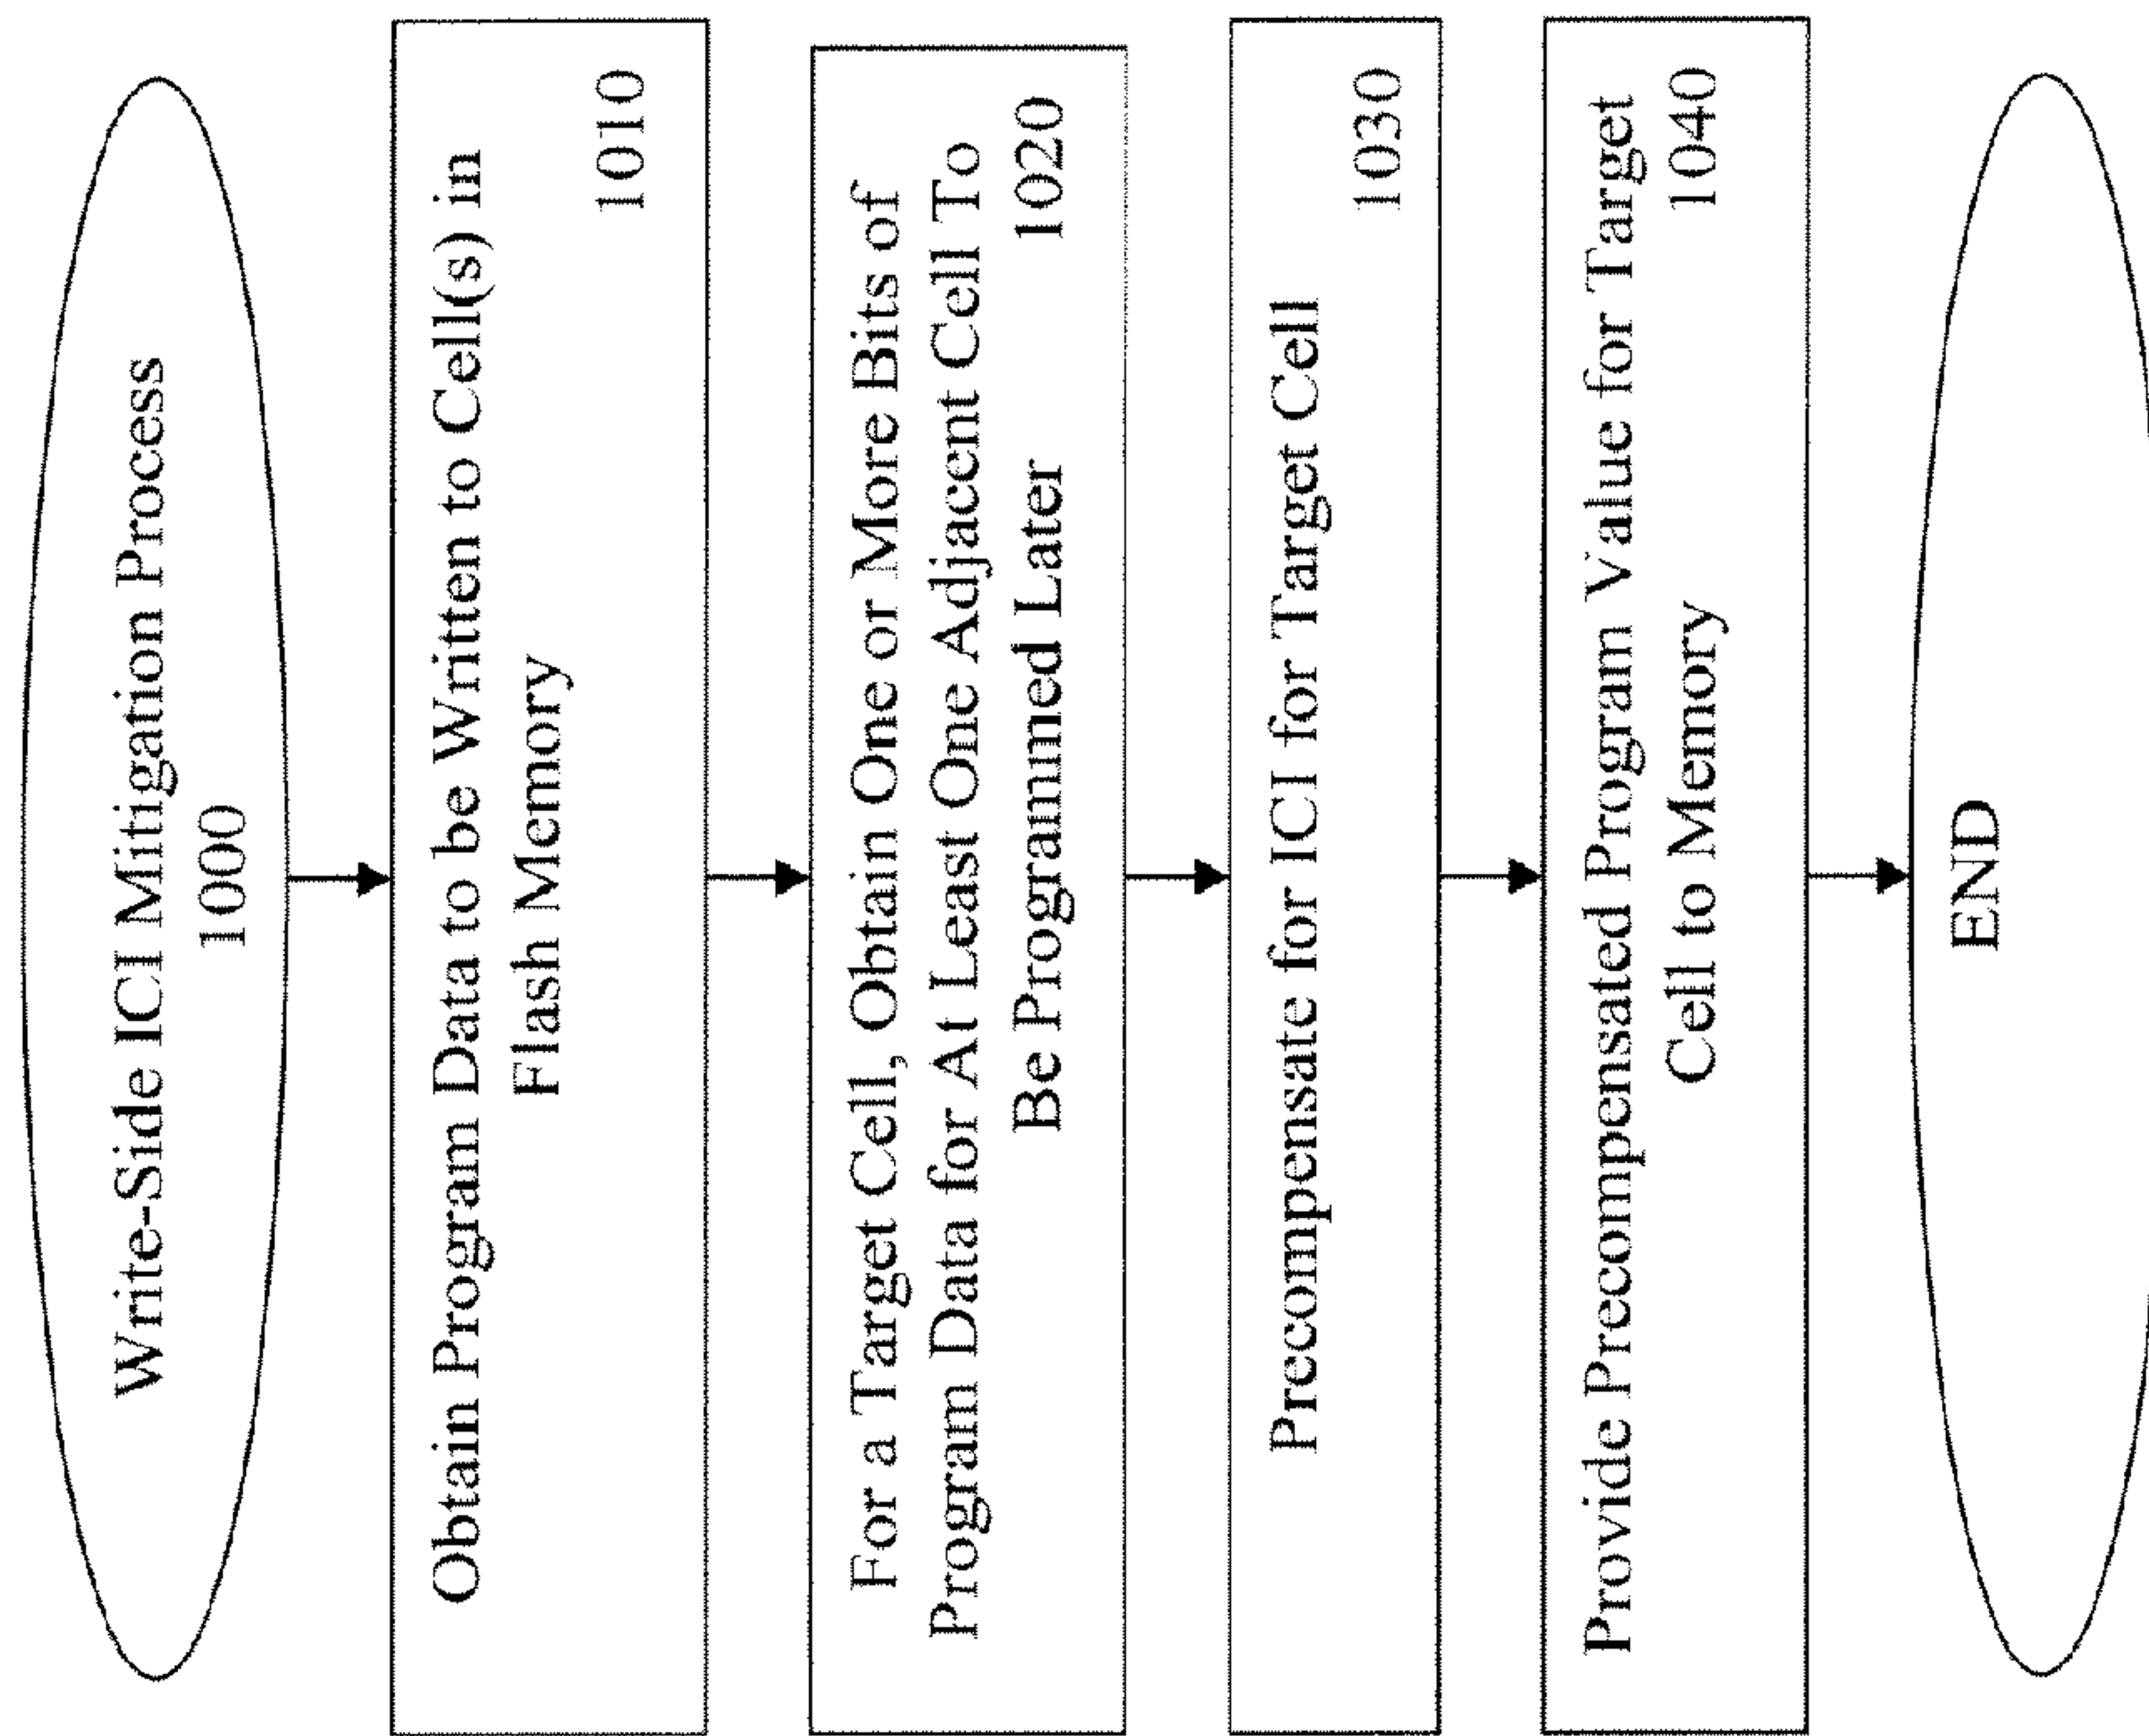 Write-Side ICI Mitigation Process
1000
Obtain Program Data to be Written to Cell(s) in
Flash Memory
1010
For a Target Cell, Obtain One or More Bits of
Program Data for At Least One Adjacent Cell To
Be Programmed Later 1020
Precompensate for ICI for Target Cell
1030
Provide Precompensated Program Value for Target
Cell to Memory 1040
END